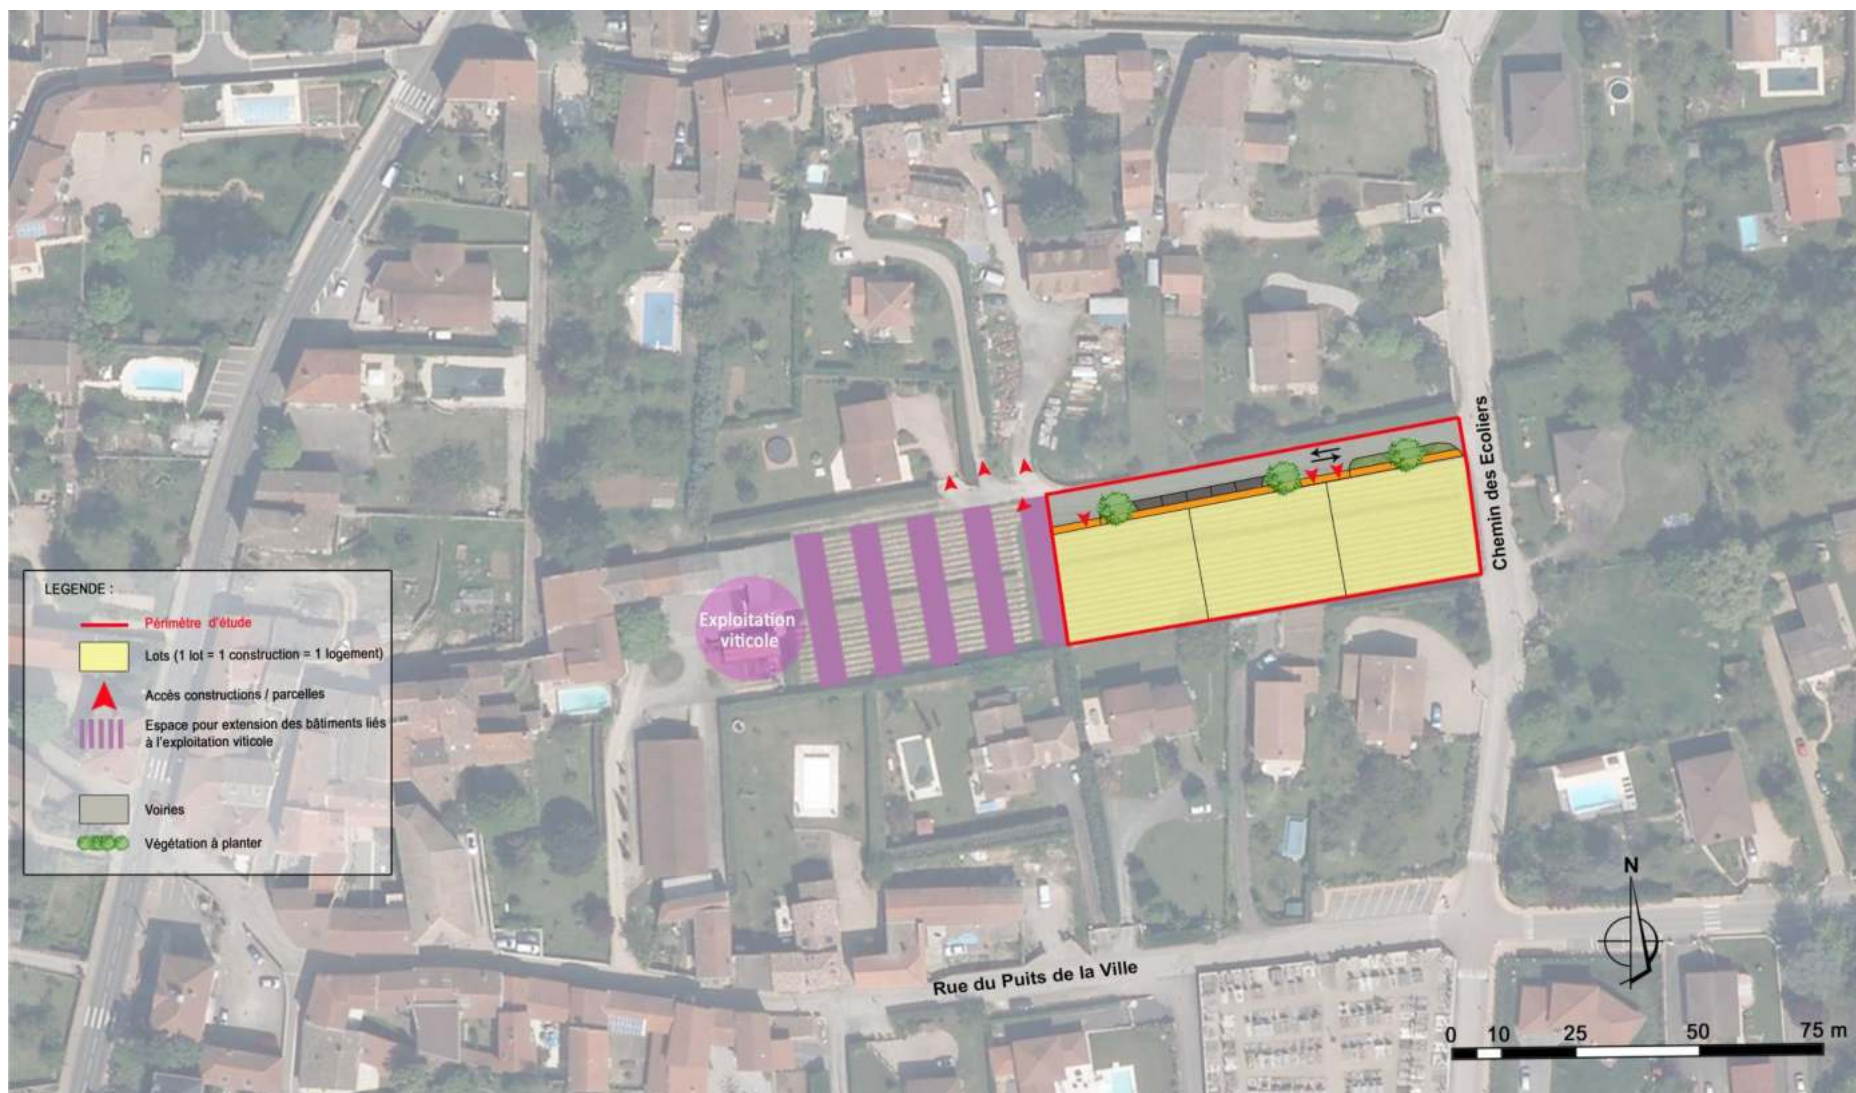 Chemin des Ecoliers
Exploitation
viticole
LEGENDE :
Périmètre d'étude
Lots (1 lot = 1 construction = 1 logement)
Accès constructions / parcelles
Espace pour extension des bâtiments liés
à l'exploitation viticole
Voiries
Végétation à planter
N
Rue du Puits de la Ville
0 10 25 50 75 m